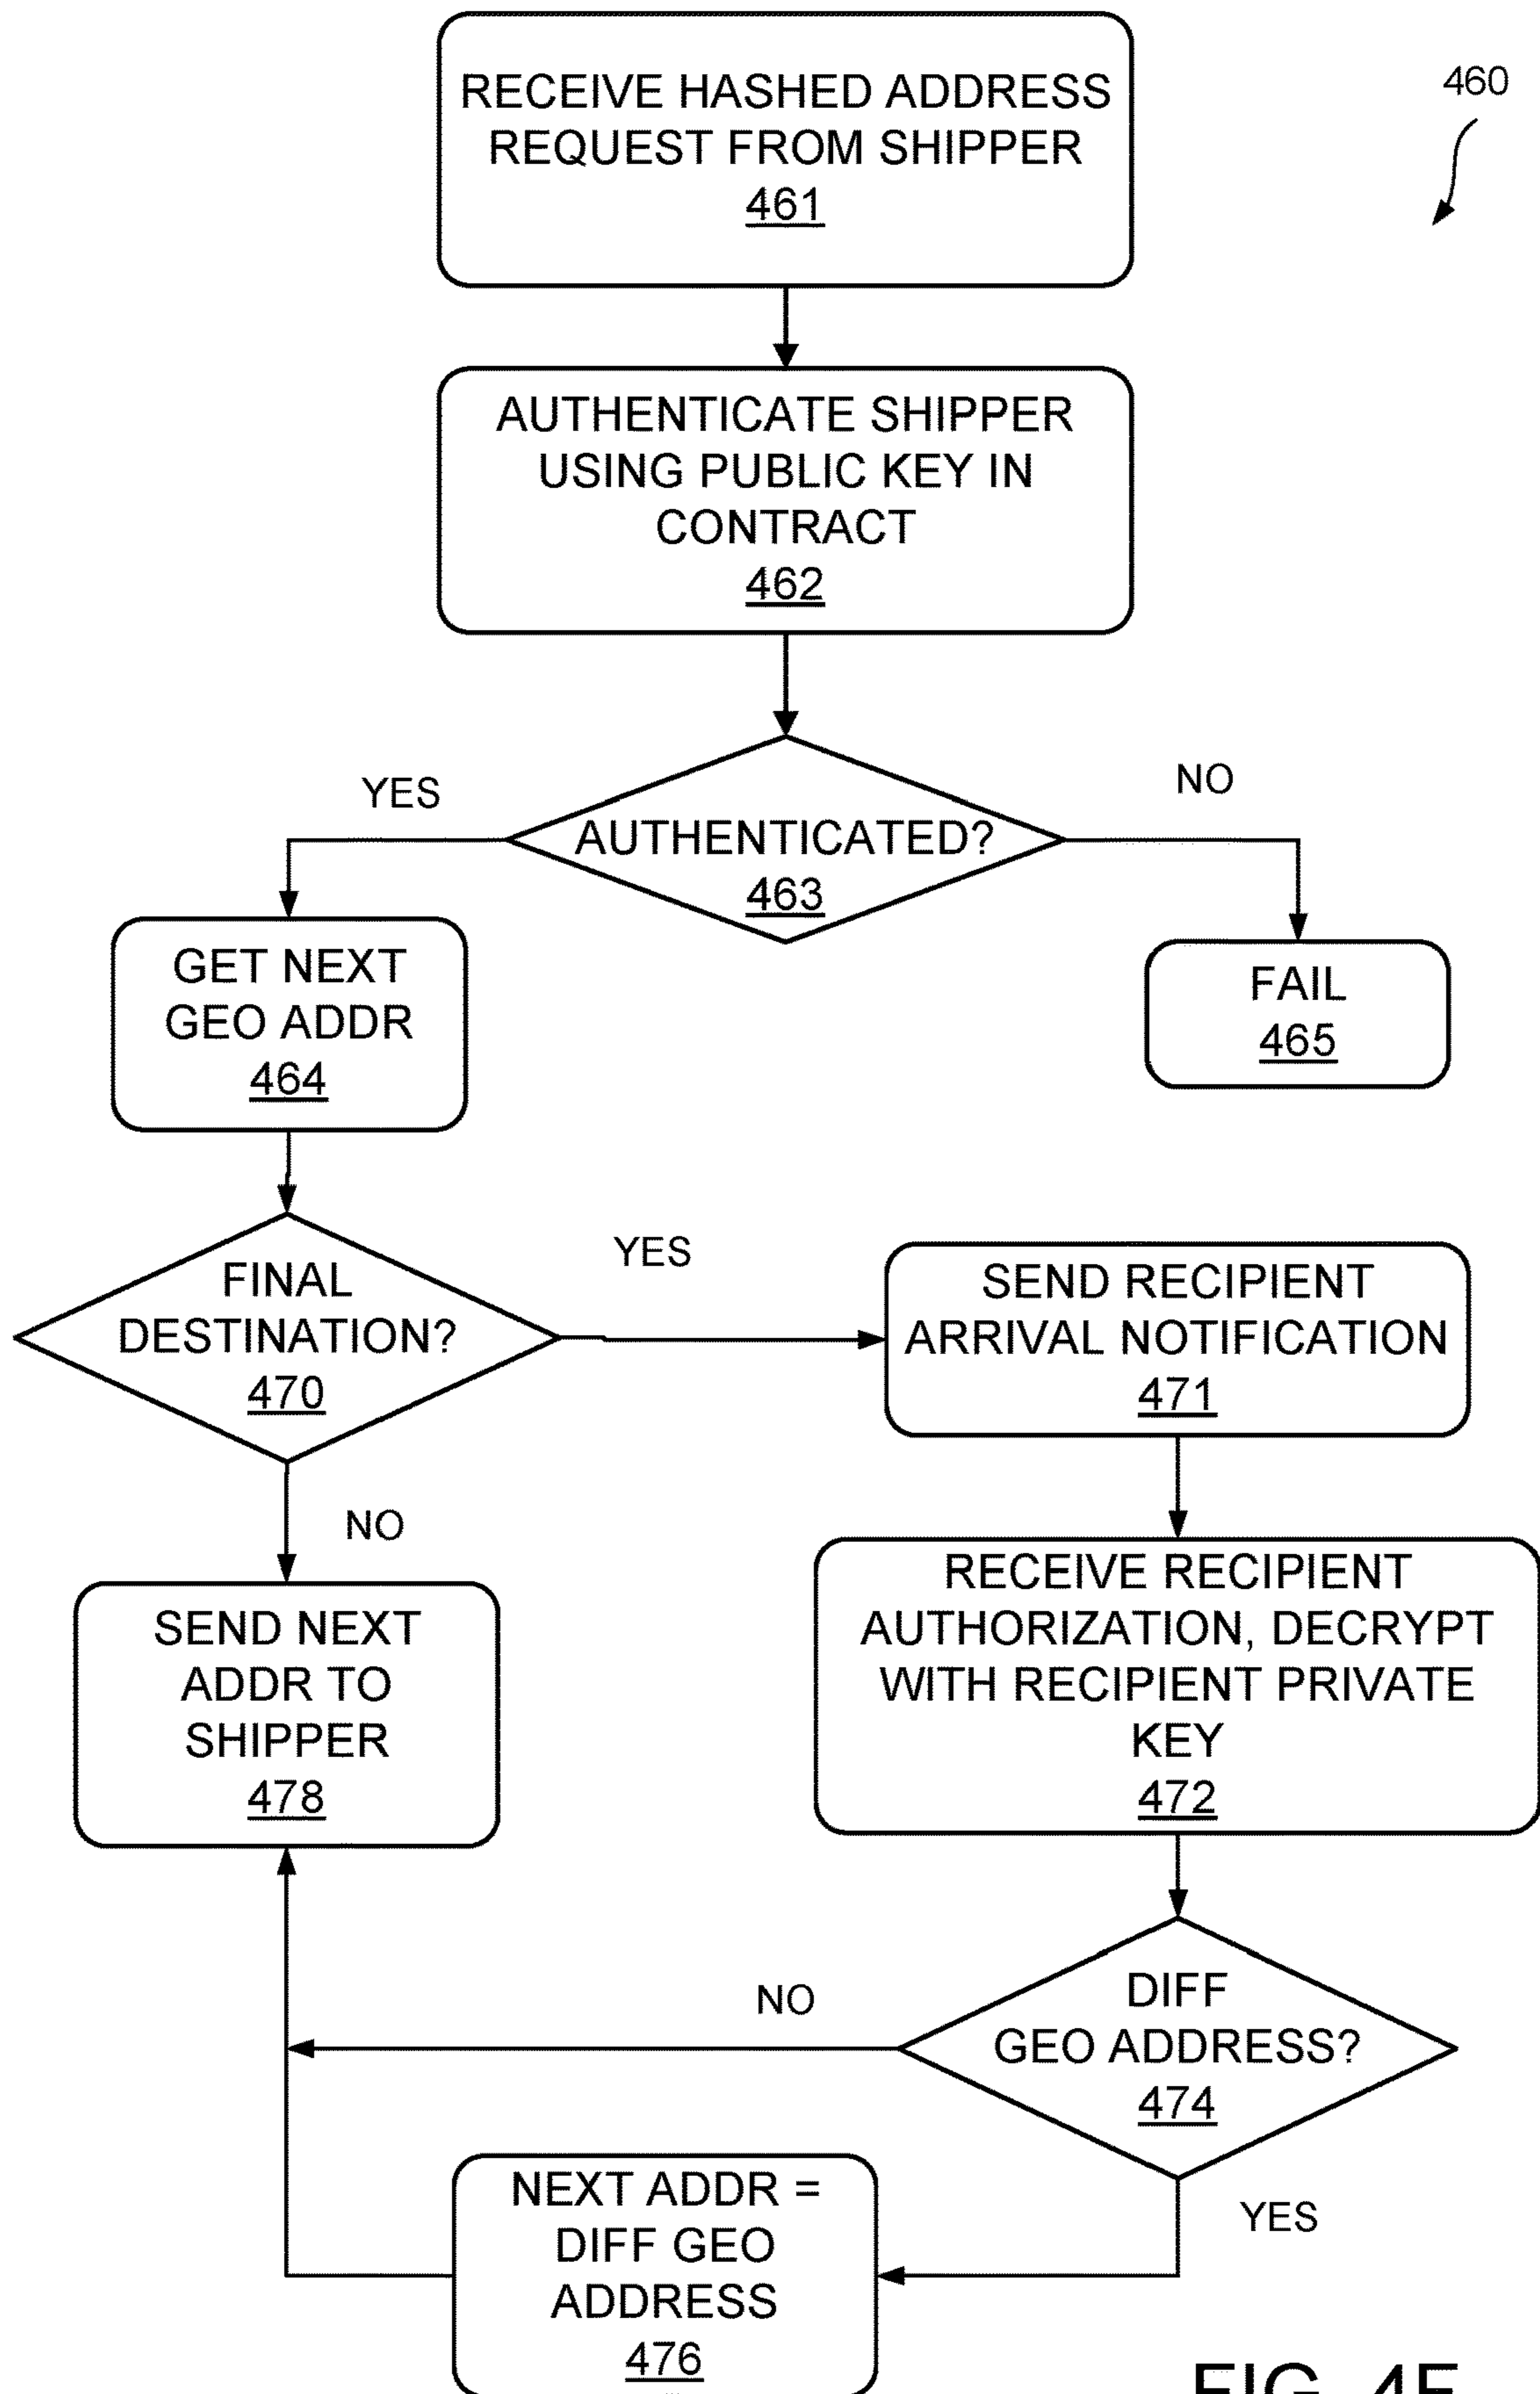 RECEIVE HASHED ADDRESS
REQUEST FROM SHIPPER
461
460
AUTHENTICATE SHIPPER
USING PUBLIC KEY IN
CONTRACT
462
YES
NO
AUTHENTICATED?
463
GET NEXT
GEO ADDR
464
FAIL
465
FINAL
DESTINATION?
470
YES
SEND RECIPIENT
ARRIVAL NOTIFICATION
471
NO
SEND NEXT
ADDR TO
SHIPPER
478
RECEIVE RECIPIENT
AUTHORIZATION, DECRYPT
WITH RECIPIENT PRIVATE
KEY
472
NO
DIFF
GEO ADDRESS?
474
YES
NEXT ADDR =
DIFF GEO
ADDRESS
476